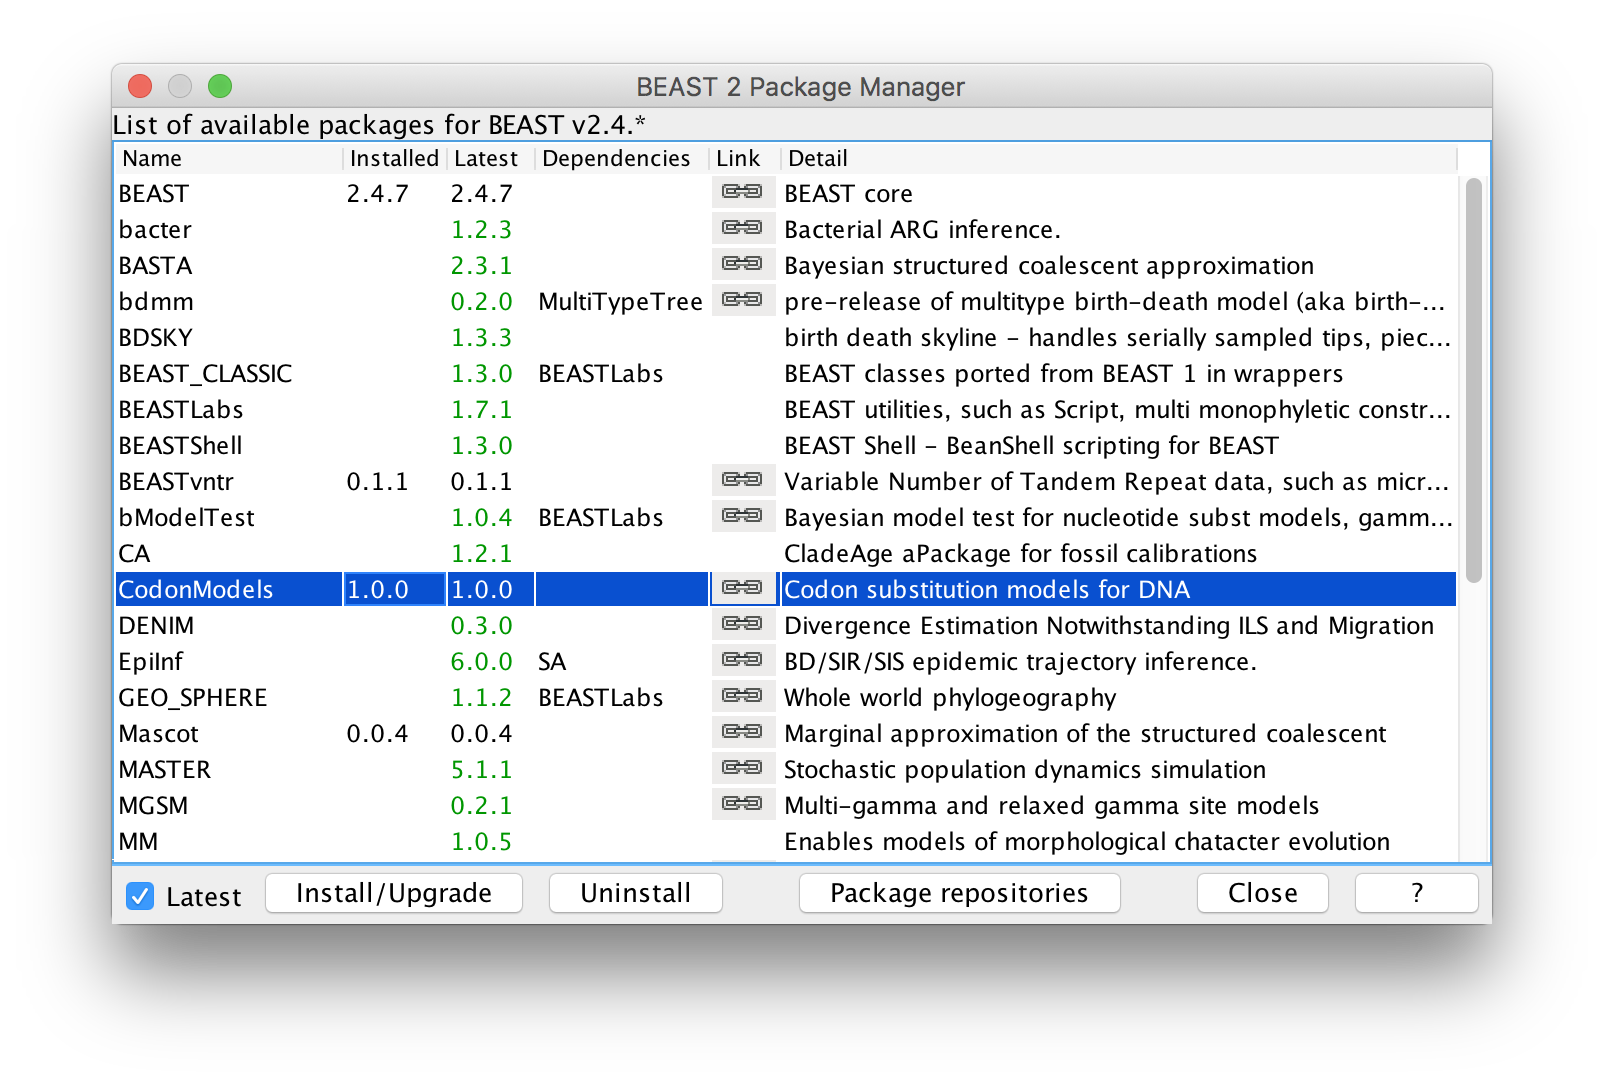 BEAST 2 Package Manager
List of available packages for BEAST v2.4.*
Name Installed Latest Dependencies Link Detail
BEAST 2.4.7 2.4.7 BEAST core
bacter 1.2.3 Bacterial ARG inference.
BASTA 2.3.1 Bayesian structured coalescent approximation
bdmm 0.2.0 MultiTypeTree pre-release of multitype birth-death model (aka birth-...
BDSKY 1.3.3 birth death skyline - handles serially sampled tips, piec...
BEAST_CLASSIC 1.3.0 BEASTLabs BEAST classes ported from BEAST 1 in wrappers
BEASTLabs 1.7.1 BEAST utilities, such as Script, multi monophyletic constr...
BEASTShell 1.3.0 BEAST Shell - BeanShell scripting for BEAST
BEASTvntr 0.1.1 0.1.1 Variable Number of Tandem Repeat data, such as micr...
bModelTest 1.0.4 BEASTLabs Bayesian model test for nucleotide subst models, gamm...
CA 1.2.1 CladeAge aPackage for fossil calibrations
CodonModels 1.0.0 1.0.0 Codon substitution models for DNA
DENIM 0.3.0 Divergence Estimation Notwithstanding ILS and Migration
EpiInf 6.0.0 SA BD/SIR/SIS epidemic trajectory inference.
GEO_SPHERE 1.1.2 BEASTLabs Whole world phylogeography
Mascot 0.0.4 0.0.4 Marginal approximation of the structured coalescent
MASTER 5.1.1 Stochastic population dynamics simulation
MGSM 0.2.1 Multi-gamma and relaxed gamma site models
MM 1.0.5 Enables models of morphological chatacter evolution
Latest Install/Upgrade Uninstall Package repositories Close ?